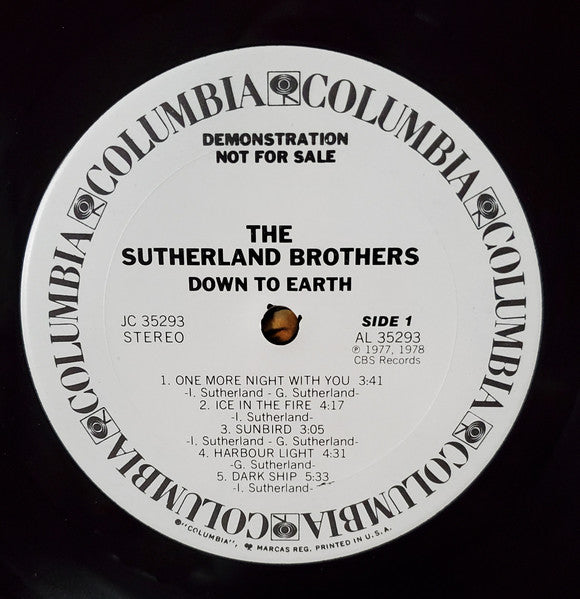 COLUMBIA COLUMBIA COLUMBIA COLUMBIA COLUMBIA COLUMBIA
DEMONSTRATION
NOT FOR SALE
THE
SUTHERLAND BROTHERS
DOWN TO EARTH
JC 35293
STEREO
SIDE 1
AL 35293
℗ 1977, 1978
CBS Records
1. ONE MORE NIGHT WITH YOU 3:41
-I. Sutherland - G. Sutherland-
2. ICE IN THE FIRE 4:17
-I. Sutherland-
3. SUNBIRD 3:05
-I. Sutherland - G. Sutherland-
4. HARBOUR LIGHT 4:31
-G. Sutherland-
5. DARK SHIP 5:33
-I. Sutherland-
®"COLUMBIA", MARCAS REG. PRINTED IN U.S.A.